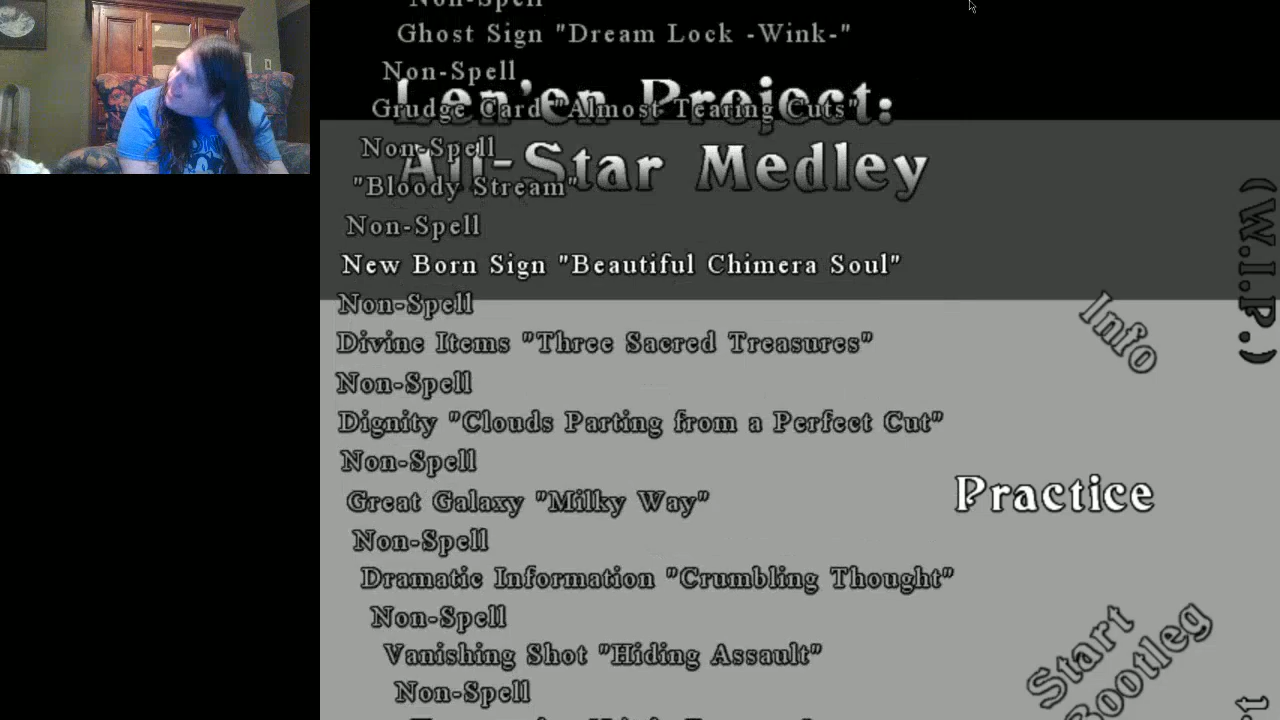 Non-Spell
Ghost Sign "Dream Lock -Wink-"
Non-Spell
Len'en Project:
Grudge Card "Almost Tearing Cuts"
Non-Spell
All-Star Medley
"Bloody Stream"
Non-Spell
New Born Sign "Beautiful Chimera Soul"
Non-Spell
Divine Items "Three Sacred Treasures"
Non-Spell
Dignity "Clouds Parting from a Perfect Cut"
Non-Spell
Great Galaxy "Milky Way"
Non-Spell
Dramatic Information "Crumbling Thought"
Non-Spell
Vanishing Shot "Hiding Assault"
Non-Spell
(W.I.P.)
Info
Practice
Start
Bootleg